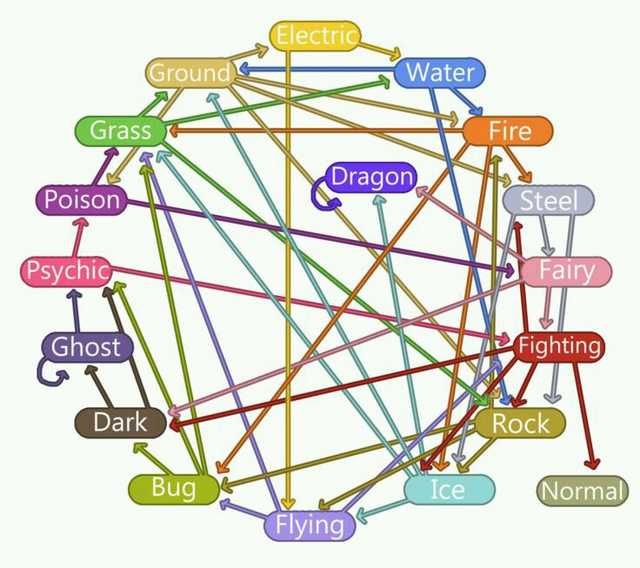 Electric
Ground
Water
Grass
Fire
Dragon
Poison
Steel
Psychic
Fairy
Ghost
Fighting
Dark
Rock
Bug
Ice
Normal
Flying